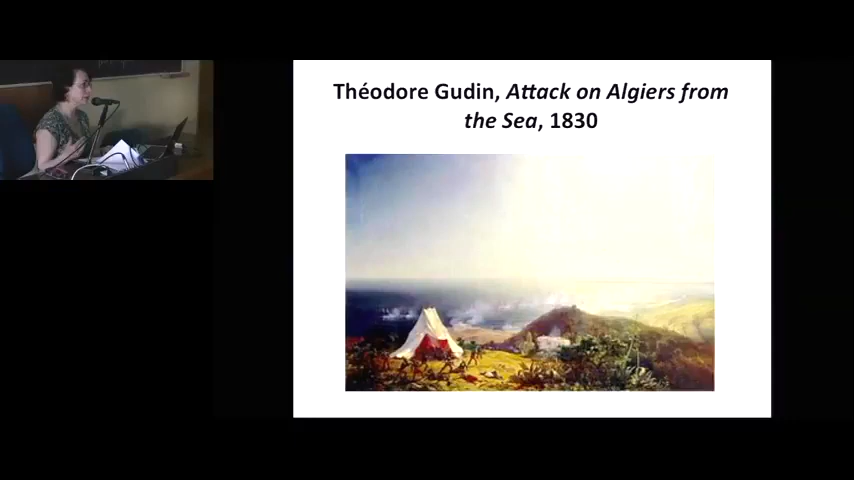 Théodore Gudin, Attack on Algiers from
the Sea, 1830